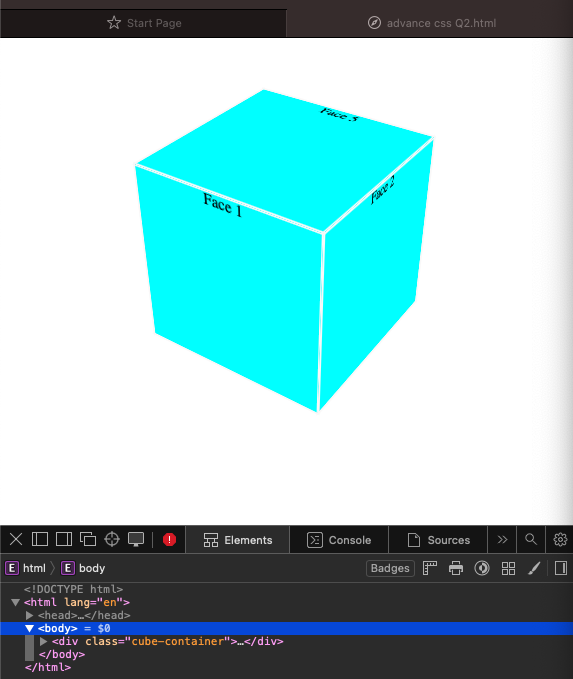 Start Page
advance css Q2.html
Face 3
Face 2
Face 1
Elements
Console
Sources
E html
E body
Badges
<!DOCTYPE html>
<html lang="en">
<head>…</head>
<body> = $0
<div class="cube-container">…</div>
</body>
</html>